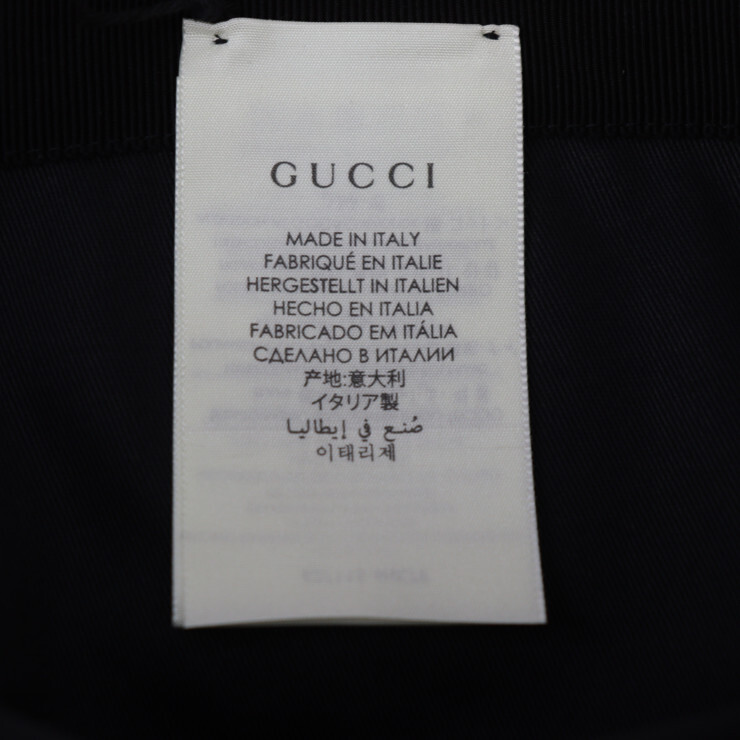 GUCCI
MADE IN ITALY
FABRIQUÉ EN ITALIE
HERGESTELLT IN ITALIEN
HECHO EN ITALIA
FABRICADO EM ITÁLIA
СДЕЛАНО В ИТАЛИИ
产地:意大利
イタリア製
صُنع في إيطاليا
이태리제